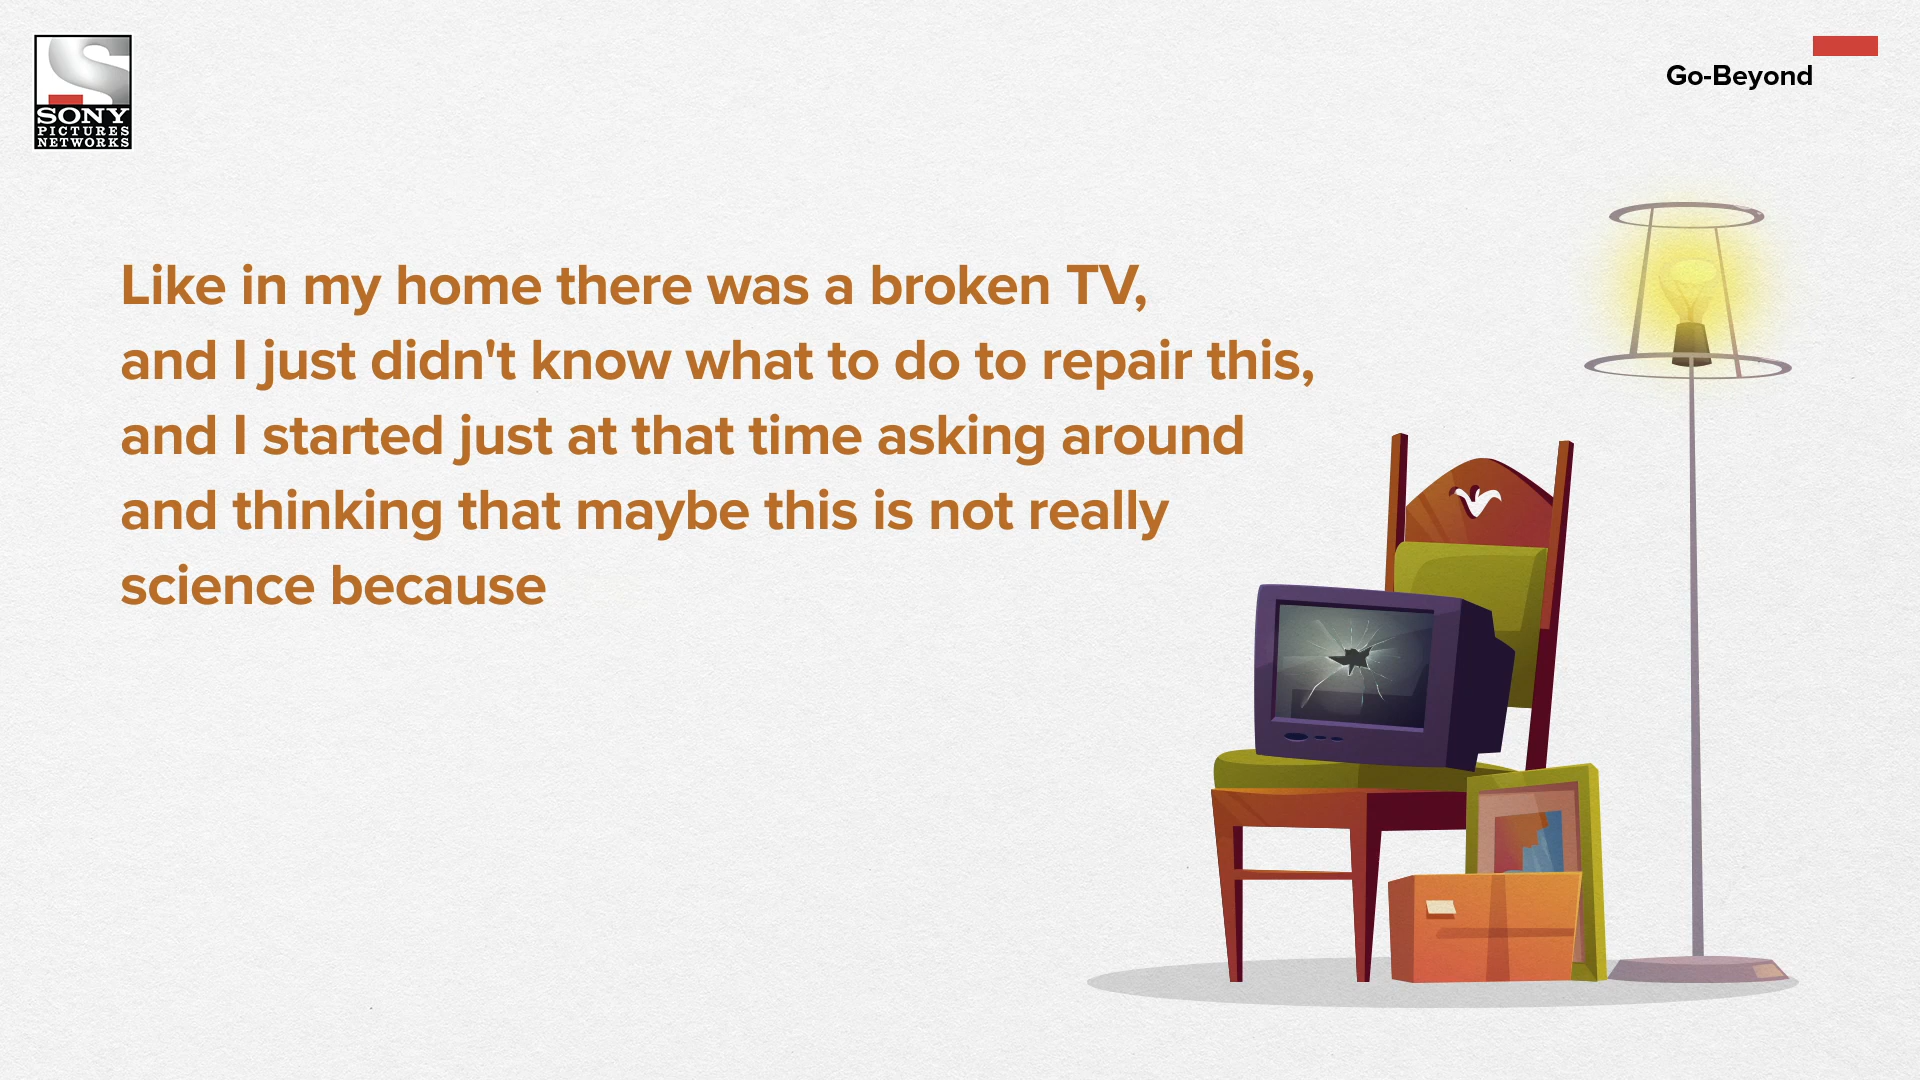 SONY
PICTURES
NETWORKS
Go-Beyond
Like in my home there was a broken TV,
and I just didn't know what to do to repair this,
and I started just at that time asking around
and thinking that maybe this is not really
science because